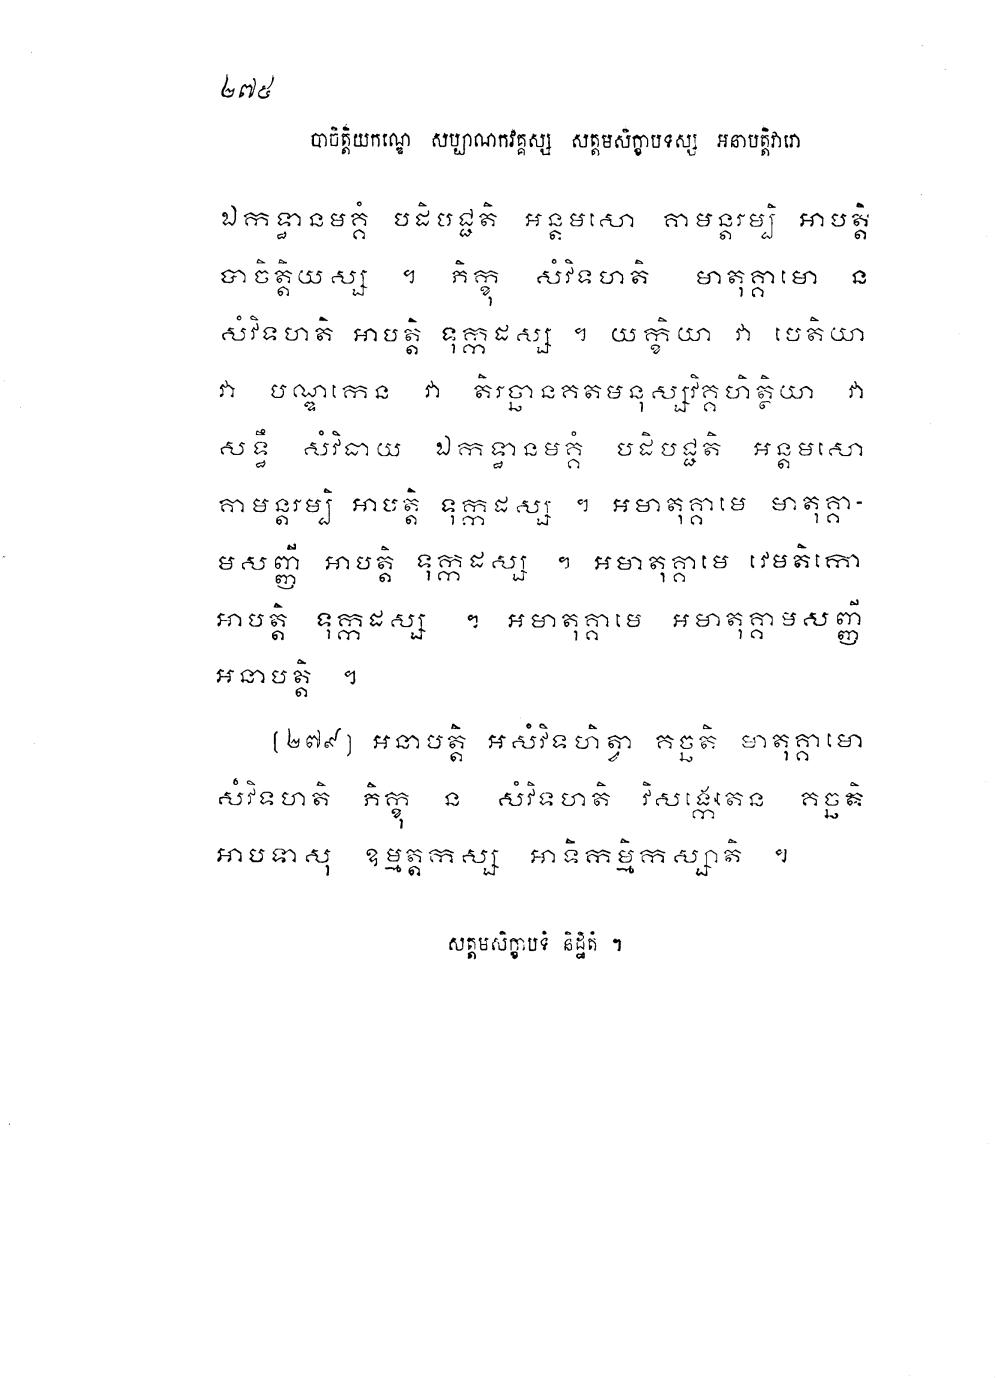 ២៧៥
បាចិត្តិយកណ្ឌេ សប្បាណកវគ្គស្ស សត្តមសិក្ខាបទស្ស អនាបត្តិវារោ
ឯកទ្ធានមគ្គំ បដិបជ្ជតិ អន្តមសោ គាមន្តរម្បិ អាបត្តិ
បាចិត្តិយស្ស ។ ភិក្ខុ សំវិទហតិ មាតុគ្គាមោ ន
សំវិទហតិ អាបត្តិ ទុក្កដស្ស ។ យក្ខិយា វា បេតិយា
វា បណ្ឌកេន វា តិរច្ឆានគតមនុស្សវិគ្គហិត្ថិយា វា
សទ្ធឹ សំវិធាយ ឯកទ្ធានមគ្គំ បដិបជ្ជតិ អន្តមសោ
គាមន្តរម្បិ អាបត្តិ ទុក្កដស្ស ។ អមាតុគ្គាមេ មាតុគ្គា-
មសញ្ញី អាបត្តិ ទុក្កដស្ស ។ អមាតុគ្គាមេ វេមតិកោ
អាបត្តិ ទុក្កដស្ស ។ អមាតុគ្គាមេ អមាតុគ្គាមសញ្ញី
អនាបត្តិ ។
(២៧៩) អនាបត្តិ អសំវិទហិត្វា គច្ឆតិ មាតុគ្គាមោ
សំវិទហតិ ភិក្ខុ ន សំវិទហតិ វិសង្កេតេន គច្ឆតិ
អាបទាសុ ឧម្មត្តកស្ស អាទិកម្មិកស្សាតិ ។
សត្តមសិក្ខាបទំ និដ្ឋិតំ ។